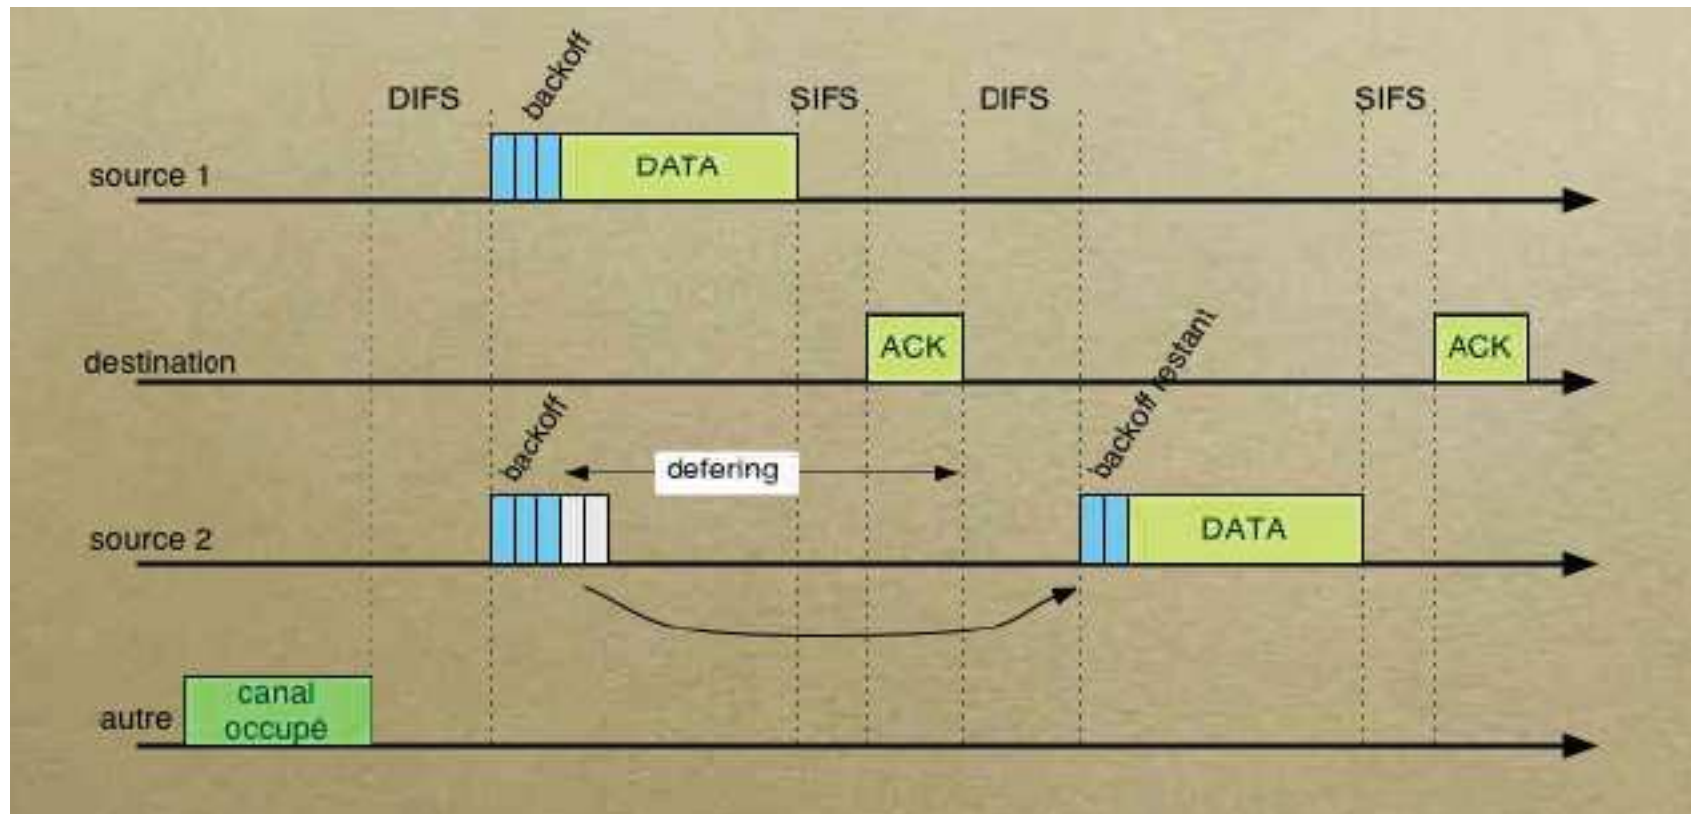 backoff
DIFS
SIFS
DIFS
SIFS
source 1
DATA
destination
ACK
ACK
backoff
backoff restant
defering
source 2
DATA
autre
canal
occupé